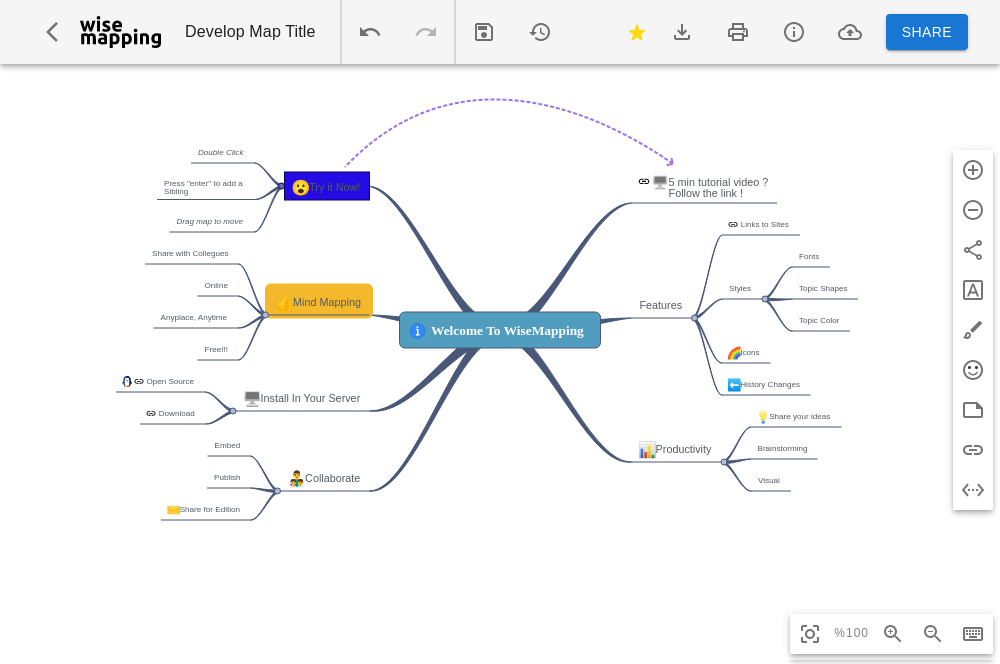 wise
mapping
Develop Map Title
SHARE
Double Click
Press "enter" to add a
Sibling
Drag map to move
Try it Now!
Share with Collegues
Online
Anyplace, Anytime
Free!!!
Mind Mapping
Open Source
Download
Install In Your Server
Embed
Publish
Share for Edition
Collaborate
Welcome To WiseMapping
5 min tutorial video ?
Follow the link !
Features
Links to Sites
Styles
Fonts
Topic Shapes
Topic Color
Icons
History Changes
Productivity
Share your ideas
Brainstorming
Visual
%100